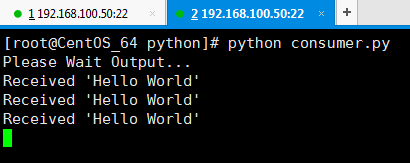 1 192.168.100.50:22 × 2 192.168.100.50:22 × +
[root@CentOS_64 python]# python consumer.py
Please Wait Output...
Received 'Hello World'
Received 'Hello World'
Received 'Hello World'